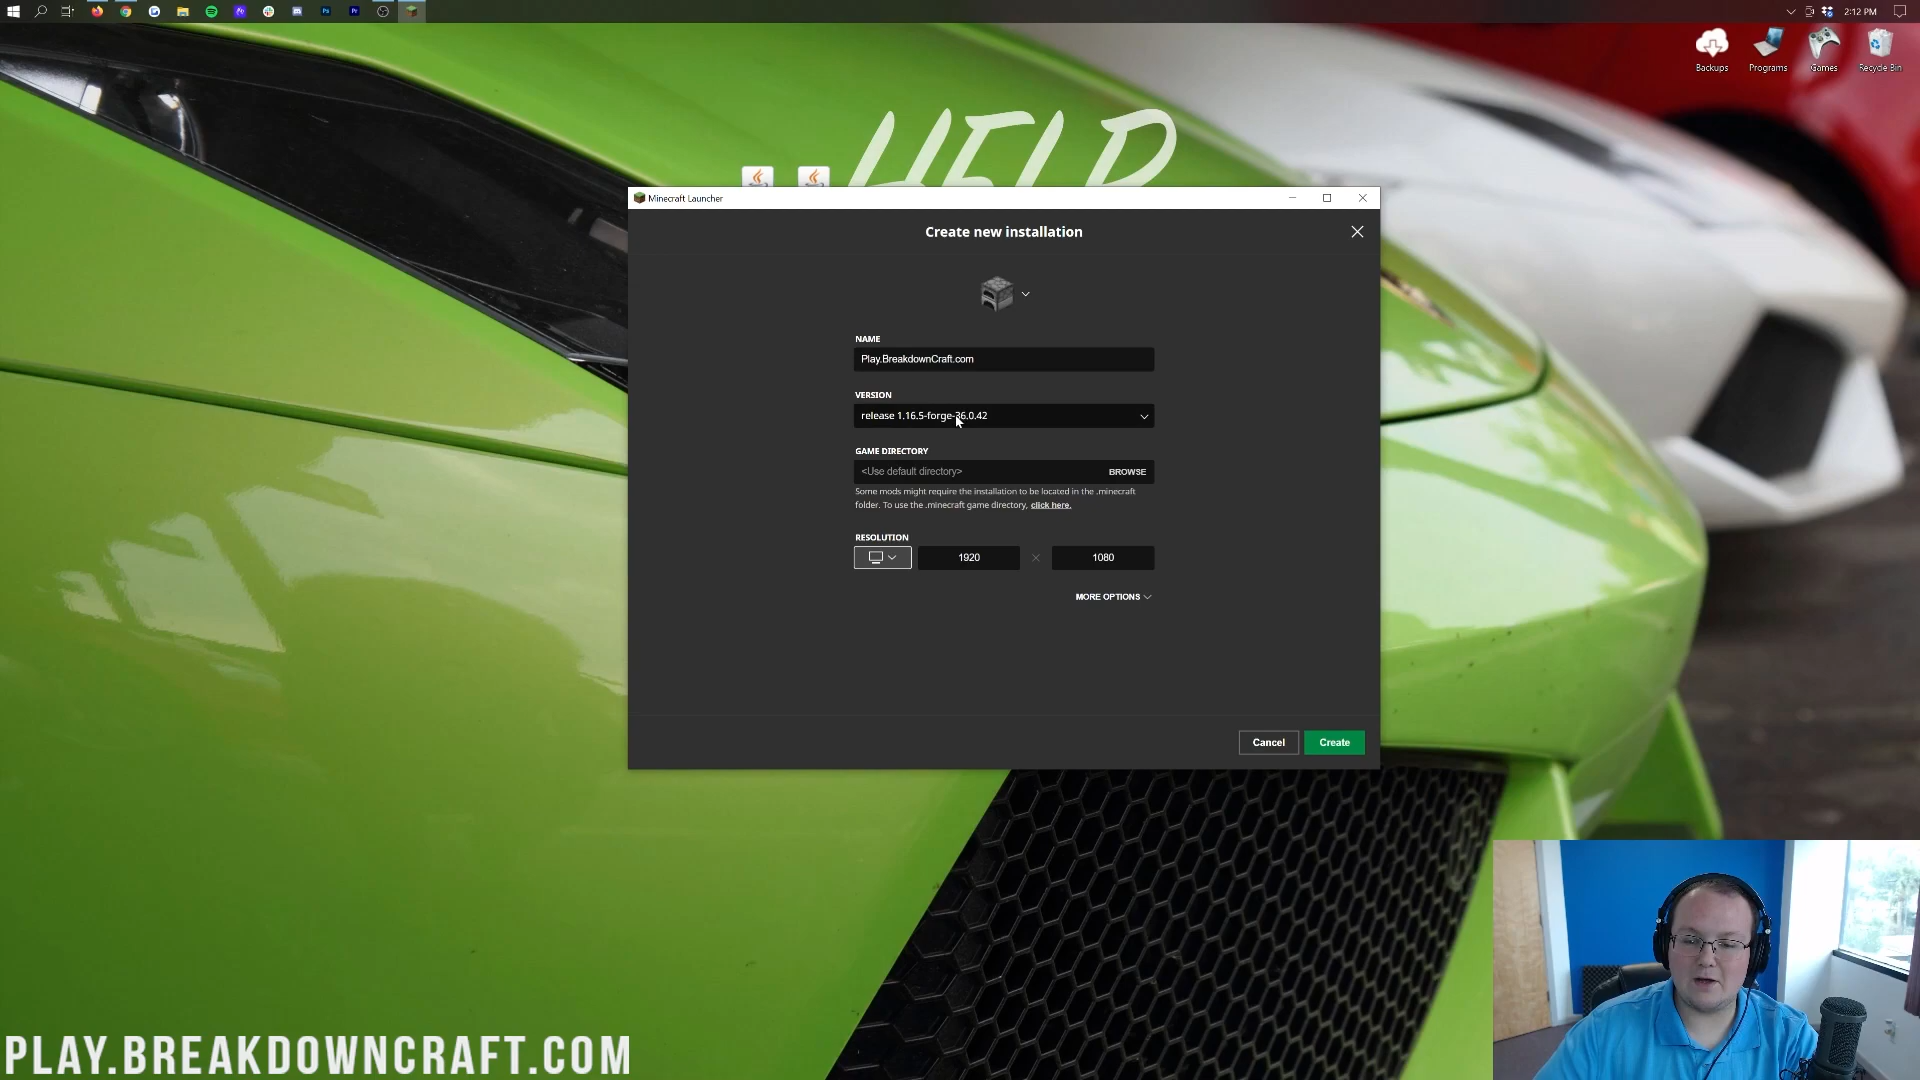 2:12 PM
Backups
Programs
Games
Recycle Bin
HELP
Minecraft Launcher
Create new installation
NAME
Play.BreakdownCraft.com
VERSION
release 1.16.5-forge-36.0.42
GAME DIRECTORY
<Use default directory>
BROWSE
Some mods might require the installation to be located in the .minecraft
folder. To use the .minecraft game directory, click here.
RESOLUTION
1920
1080
MORE OPTIONS
Cancel
Create
PLAY.BREAKDOWNCRAFT.COM